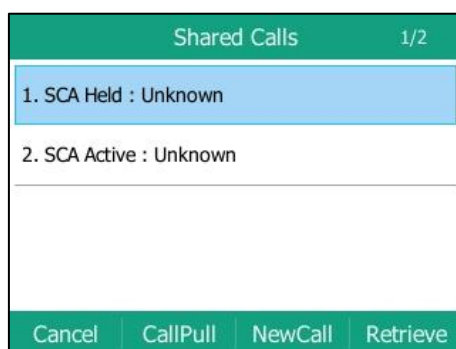 Shared Calls 1/2
1. SCA Held : Unknown
2. SCA Active : Unknown
Cancel CallPull NewCall Retrieve